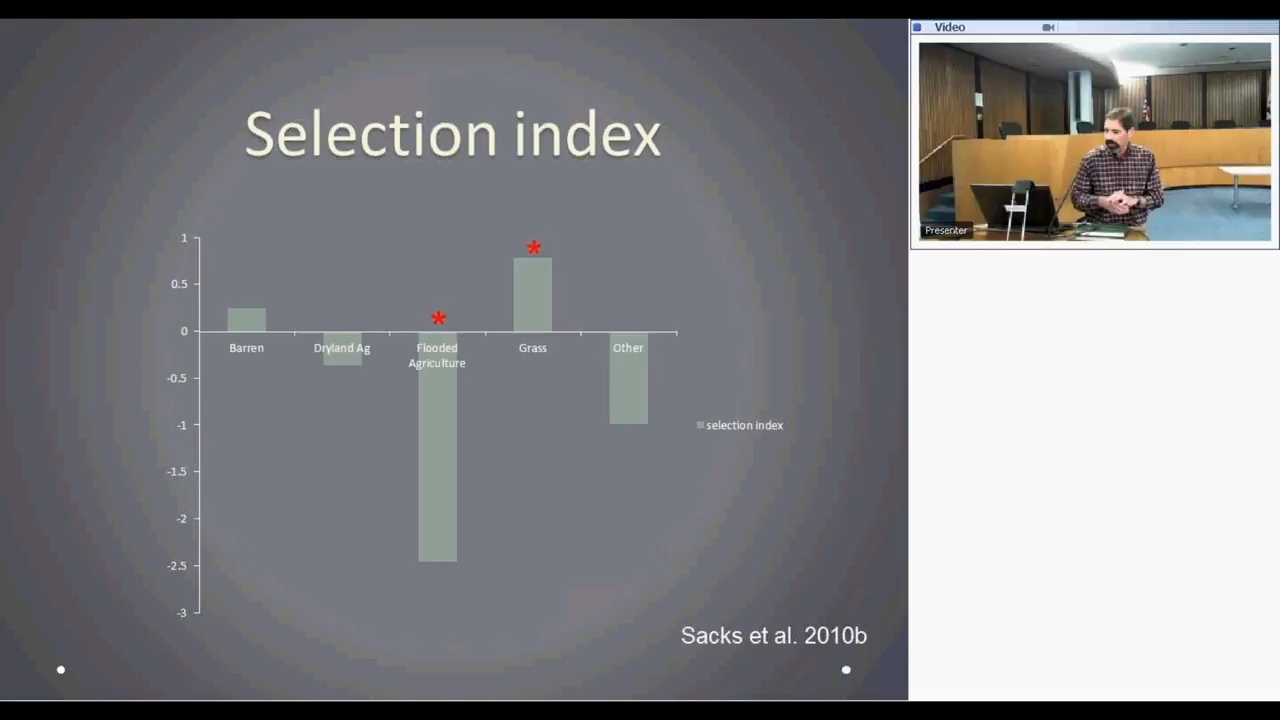 Selection index
1
0.5
0
-0.5
-1
-1.5
-2
-2.5
-3
*
*
Barren
Dryland Ag
Flooded
Agriculture
Grass
Other
selection index
Sacks et al. 2010b
Video
Presenter